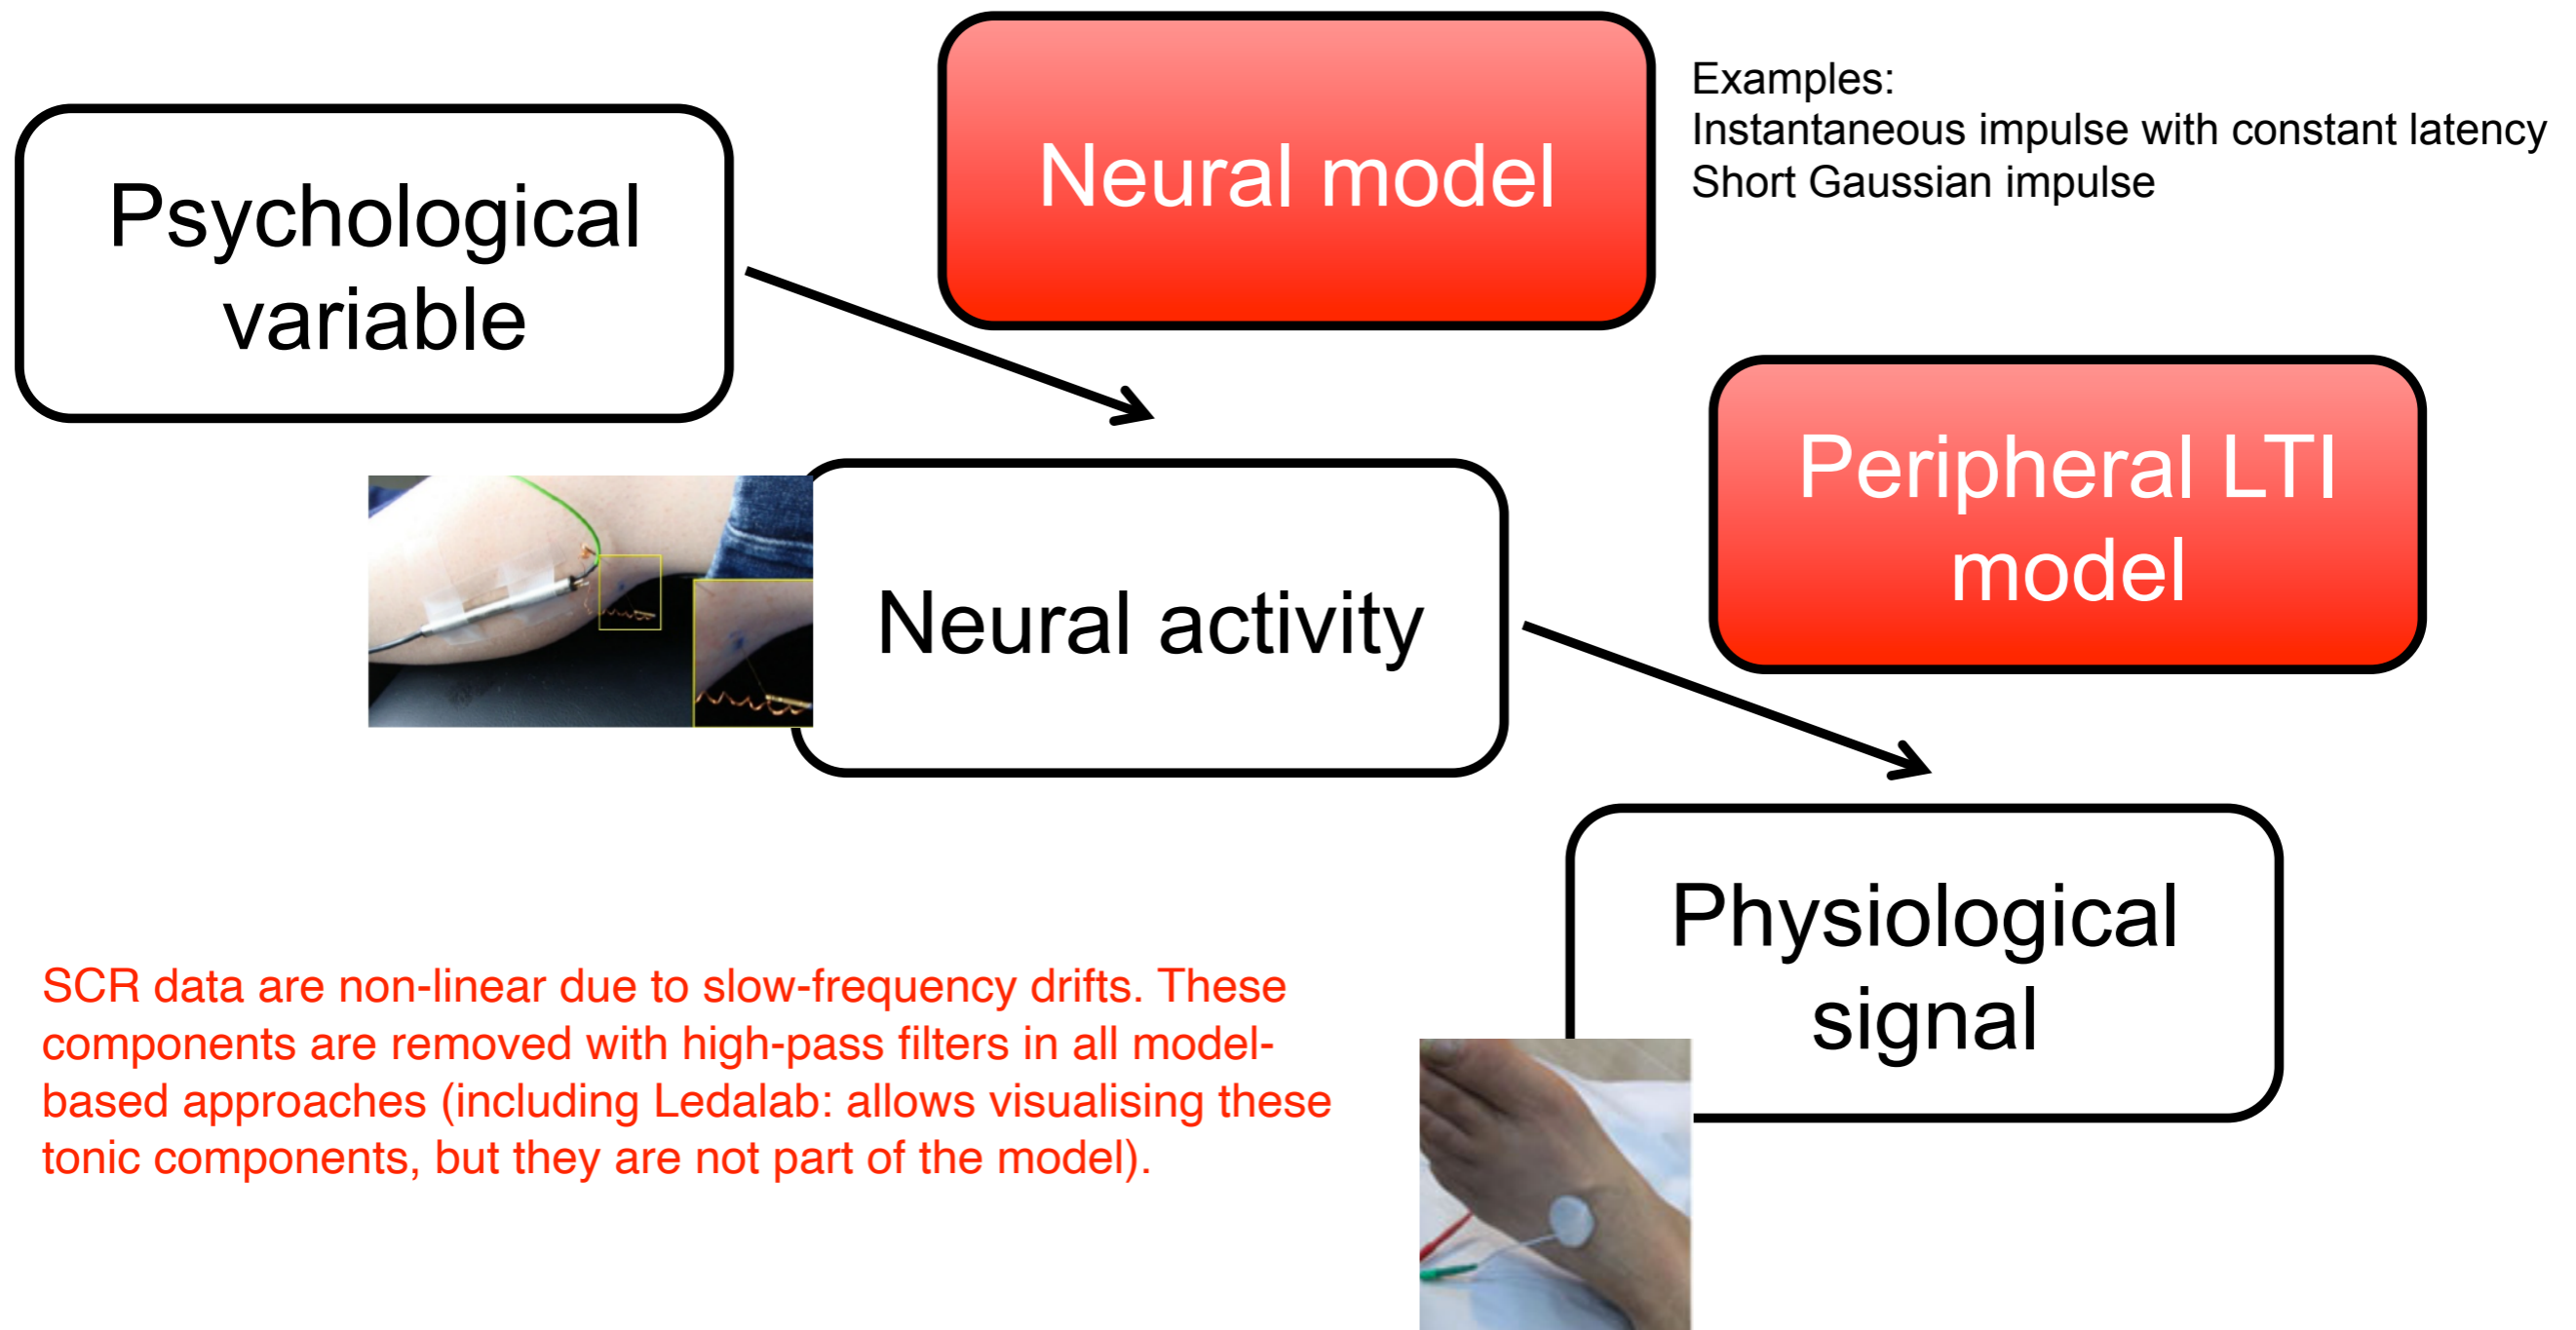 Psychological
variable
Neural model
Examples:
Instantaneous impulse with constant latency
Short Gaussian impulse
Neural activity
Peripheral LTI
model
Physiological
signal
SCR data are non-linear due to slow-frequency drifts. These
components are removed with high-pass filters in all model-
based approaches (including Ledalab: allows visualising these
tonic components, but they are not part of the model).